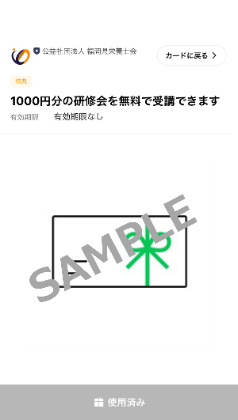 公益社団法人 福岡県栄養士会
カードに戻る
特典
1000円分の研修会を無料で受講できます
有効期限 有効期限なし
SAMPLE
使用済み